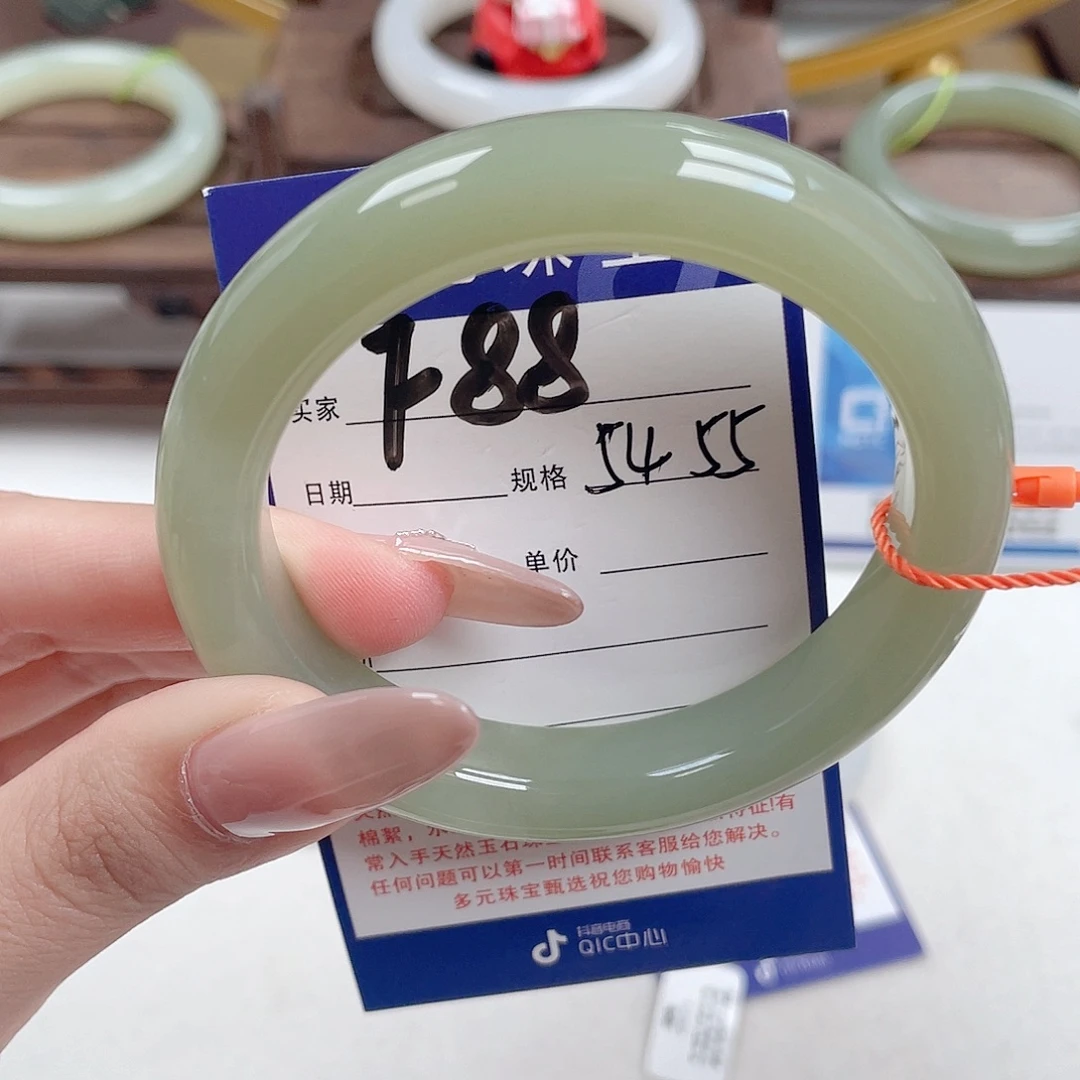 买家 F88
日期 规格 54 55
单价
棉絮，
常入手天然玉石珠
任何问题可以第一时间联系客服给您解决。
多元珠宝甄选祝您购物愉快
抖音电商
QIC中心